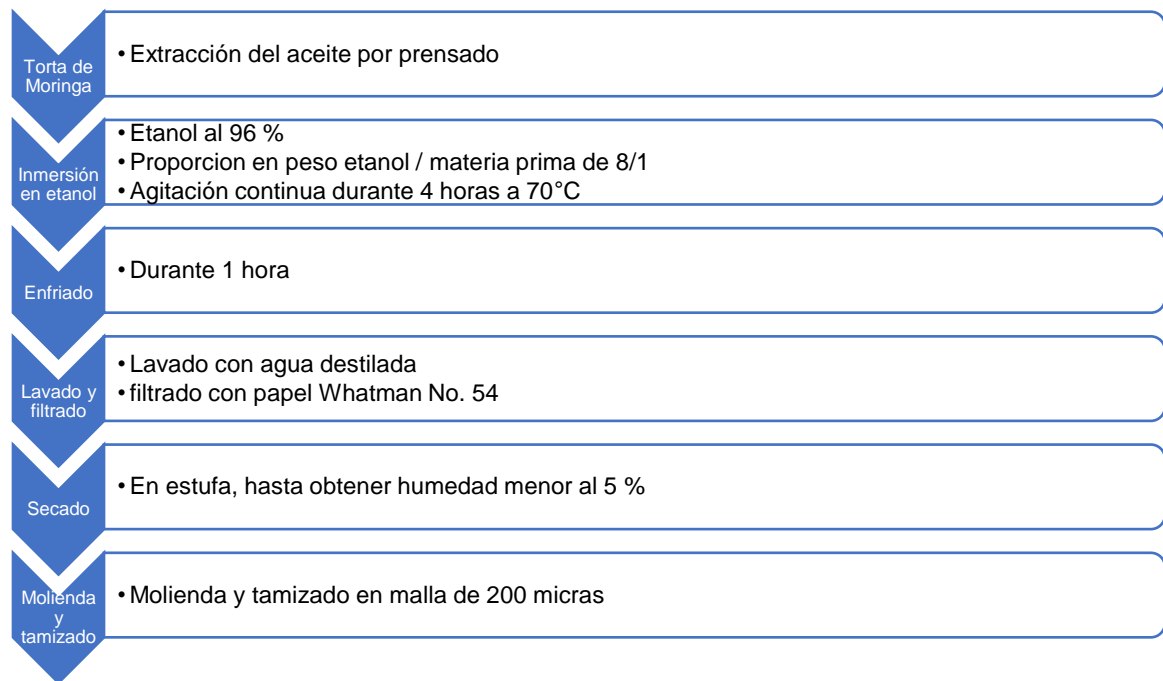 Torta de
Moringa
• Extracción del aceite por prensado
Inmersión
en etanol
• Etanol al 96 %
• Proporcion en peso etanol / materia prima de 8/1
• Agitación continua durante 4 horas a 70°C
Enfriado
• Durante 1 hora
Lavado y
filtrado
• Lavado con agua destilada
• filtrado con papel Whatman No. 54
Secado
• En estufa, hasta obtener humedad menor al 5 %
Molienda
y
tamizado
• Molienda y tamizado en malla de 200 micras